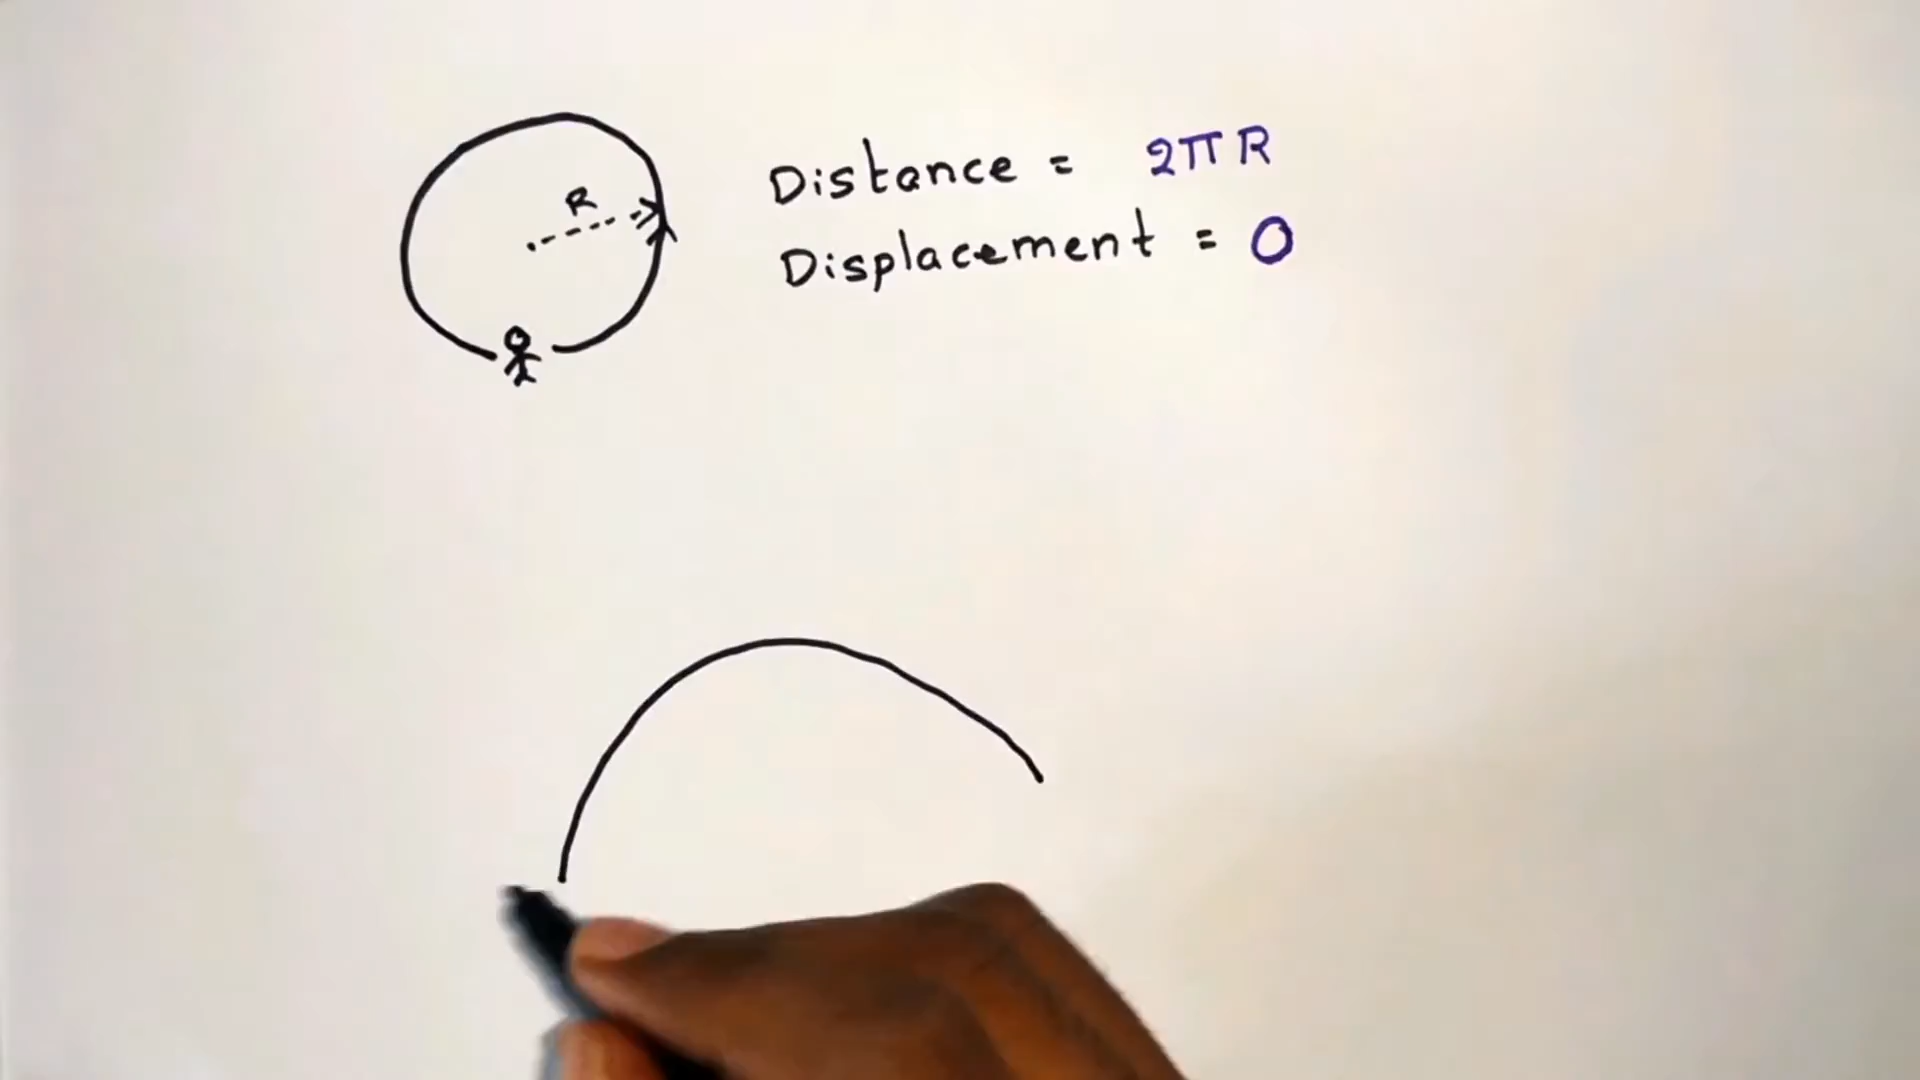 R
Distance = 2πR
Displacement = 0